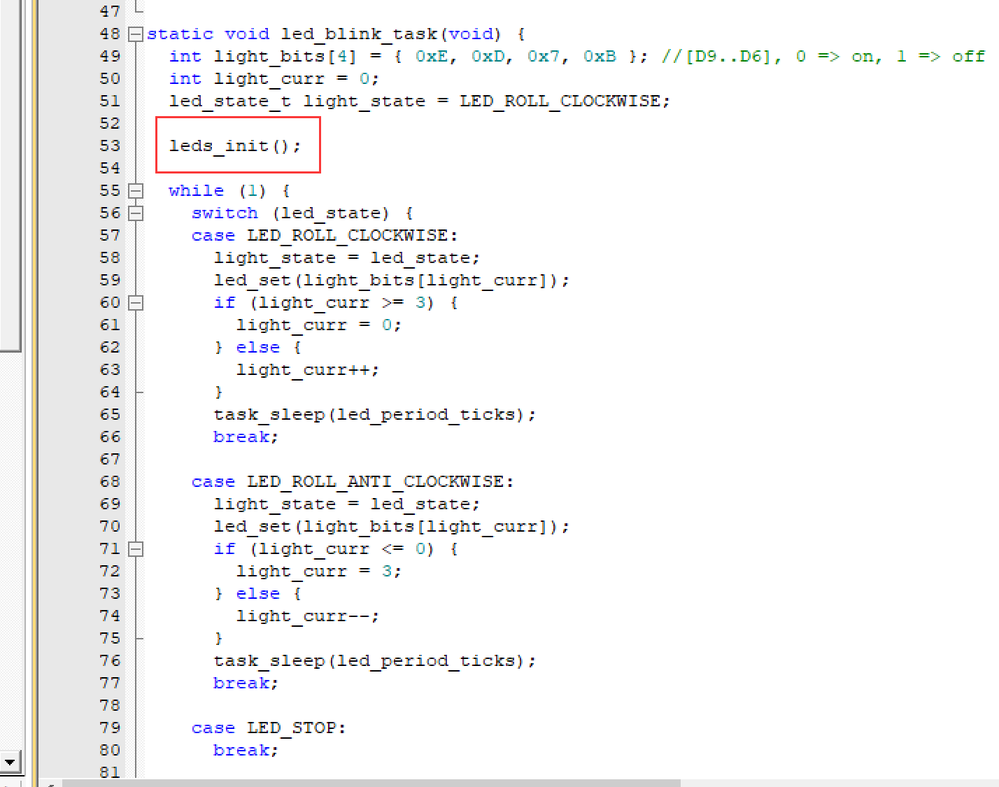 47
48 static void led_blink_task(void) {
49   int light_bits[4] = { 0xE, 0xD, 0x7, 0xB }; //[D9..D6], 0 => on, 1 => off
50   int light_curr = 0;
51   led_state_t light_state = LED_ROLL_CLOCKWISE;
52
53   leds_init();
54
55   while (1) {
56     switch (led_state) {
57     case LED_ROLL_CLOCKWISE:
58       light_state = led_state;
59       led_set(light_bits[light_curr]);
60       if (light_curr >= 3) {
61         light_curr = 0;
62       } else {
63         light_curr++;
64       }
65       task_sleep(led_period_ticks);
66       break;
67
68     case LED_ROLL_ANTI_CLOCKWISE:
69       light_state = led_state;
70       led_set(light_bits[light_curr]);
71       if (light_curr <= 0) {
72         light_curr = 3;
73       } else {
74         light_curr--;
75       }
76       task_sleep(led_period_ticks);
77       break;
78
79     case LED_STOP:
80       break;
81